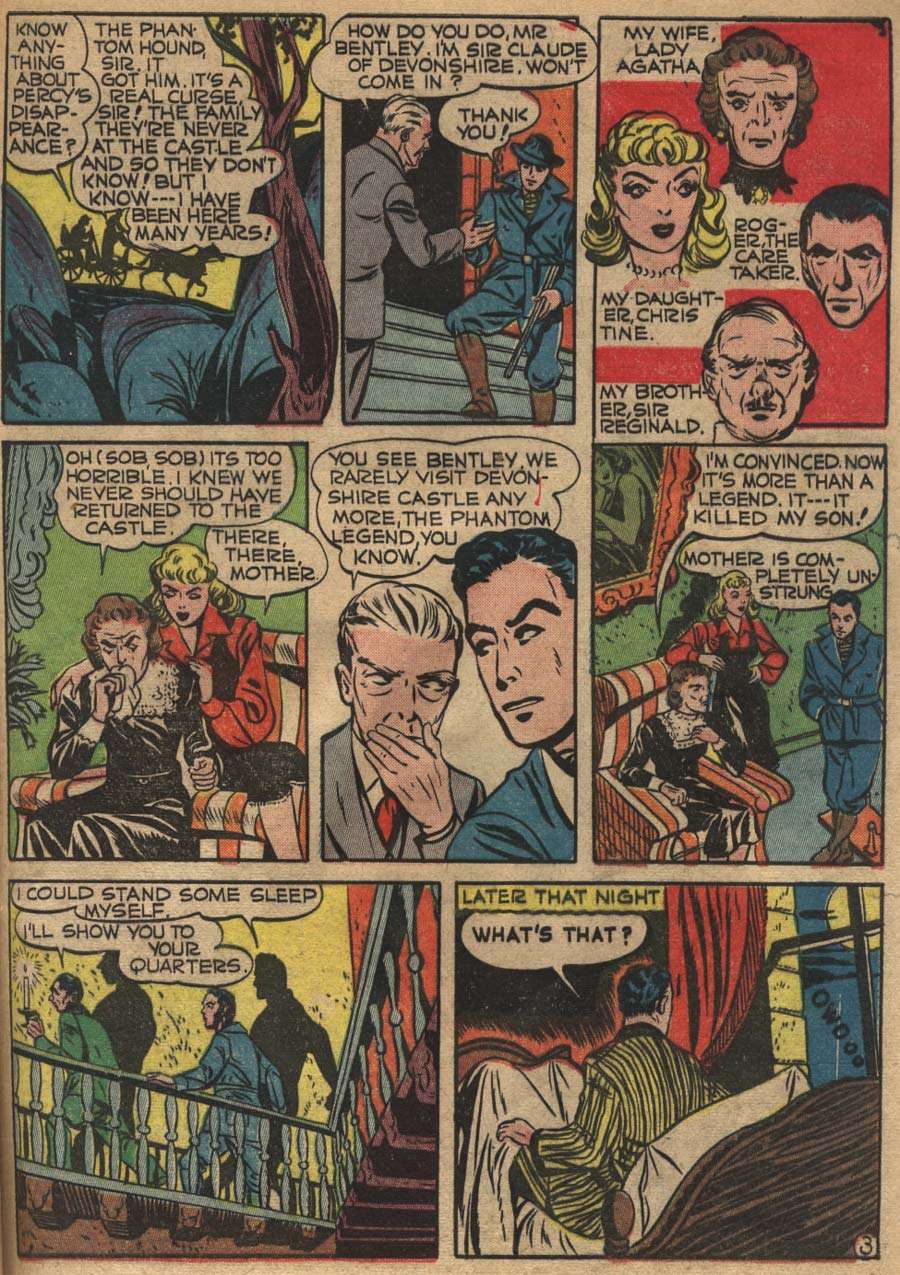 KNOW
ANY-
THING
ABOUT
PERCY'S
DISAP-
PEAR-
ANCE?
THE PHAN-
TOM HOUND,
SIR. IT
GOT HIM. IT'S A
REAL CURSE,
SIR! THE FAMILY
THEY'RE NEVER
AT THE CASTLE
AND SO THEY DON'T
KNOW! BUT I
KNOW---I HAVE
BEEN HERE
MANY YEARS!
HOW DO YOU DO, MR
BENTLEY. I'M SIR CLAUDE
OF DEVONSHIRE, WON'T
COME IN?
THANK
YOU!
MY WIFE,
LADY
AGATHA
ROG-
ER, THE
CARE
TAKER.
MY DAUGHT-
ER, CHRIS
TINE.
MY BROTH-
ER, SIR
REGINALD.
OH (SOB, SOB) ITS TOO
HORRIBLE. I KNEW WE
NEVER SHOULD HAVE
RETURNED TO THE
CASTLE.
THERE,
THERE,
MOTHER.
YOU SEE BENTLEY, WE
RARELY VISIT DEVON-
SHIRE CASTLE ANY
MORE, THE PHANTOM
LEGEND, YOU
KNOW.
I'M CONVINCED NOW
IT'S MORE THAN A
LEGEND. IT---IT
KILLED MY SON!
MOTHER IS COM-
PLETELY UN-
STRUNG
I COULD STAND SOME SLEEP
MYSELF.
I'LL SHOW YOU TO
YOUR
QUARTERS.
LATER THAT NIGHT
WHAT'S THAT?
OWOO...
3